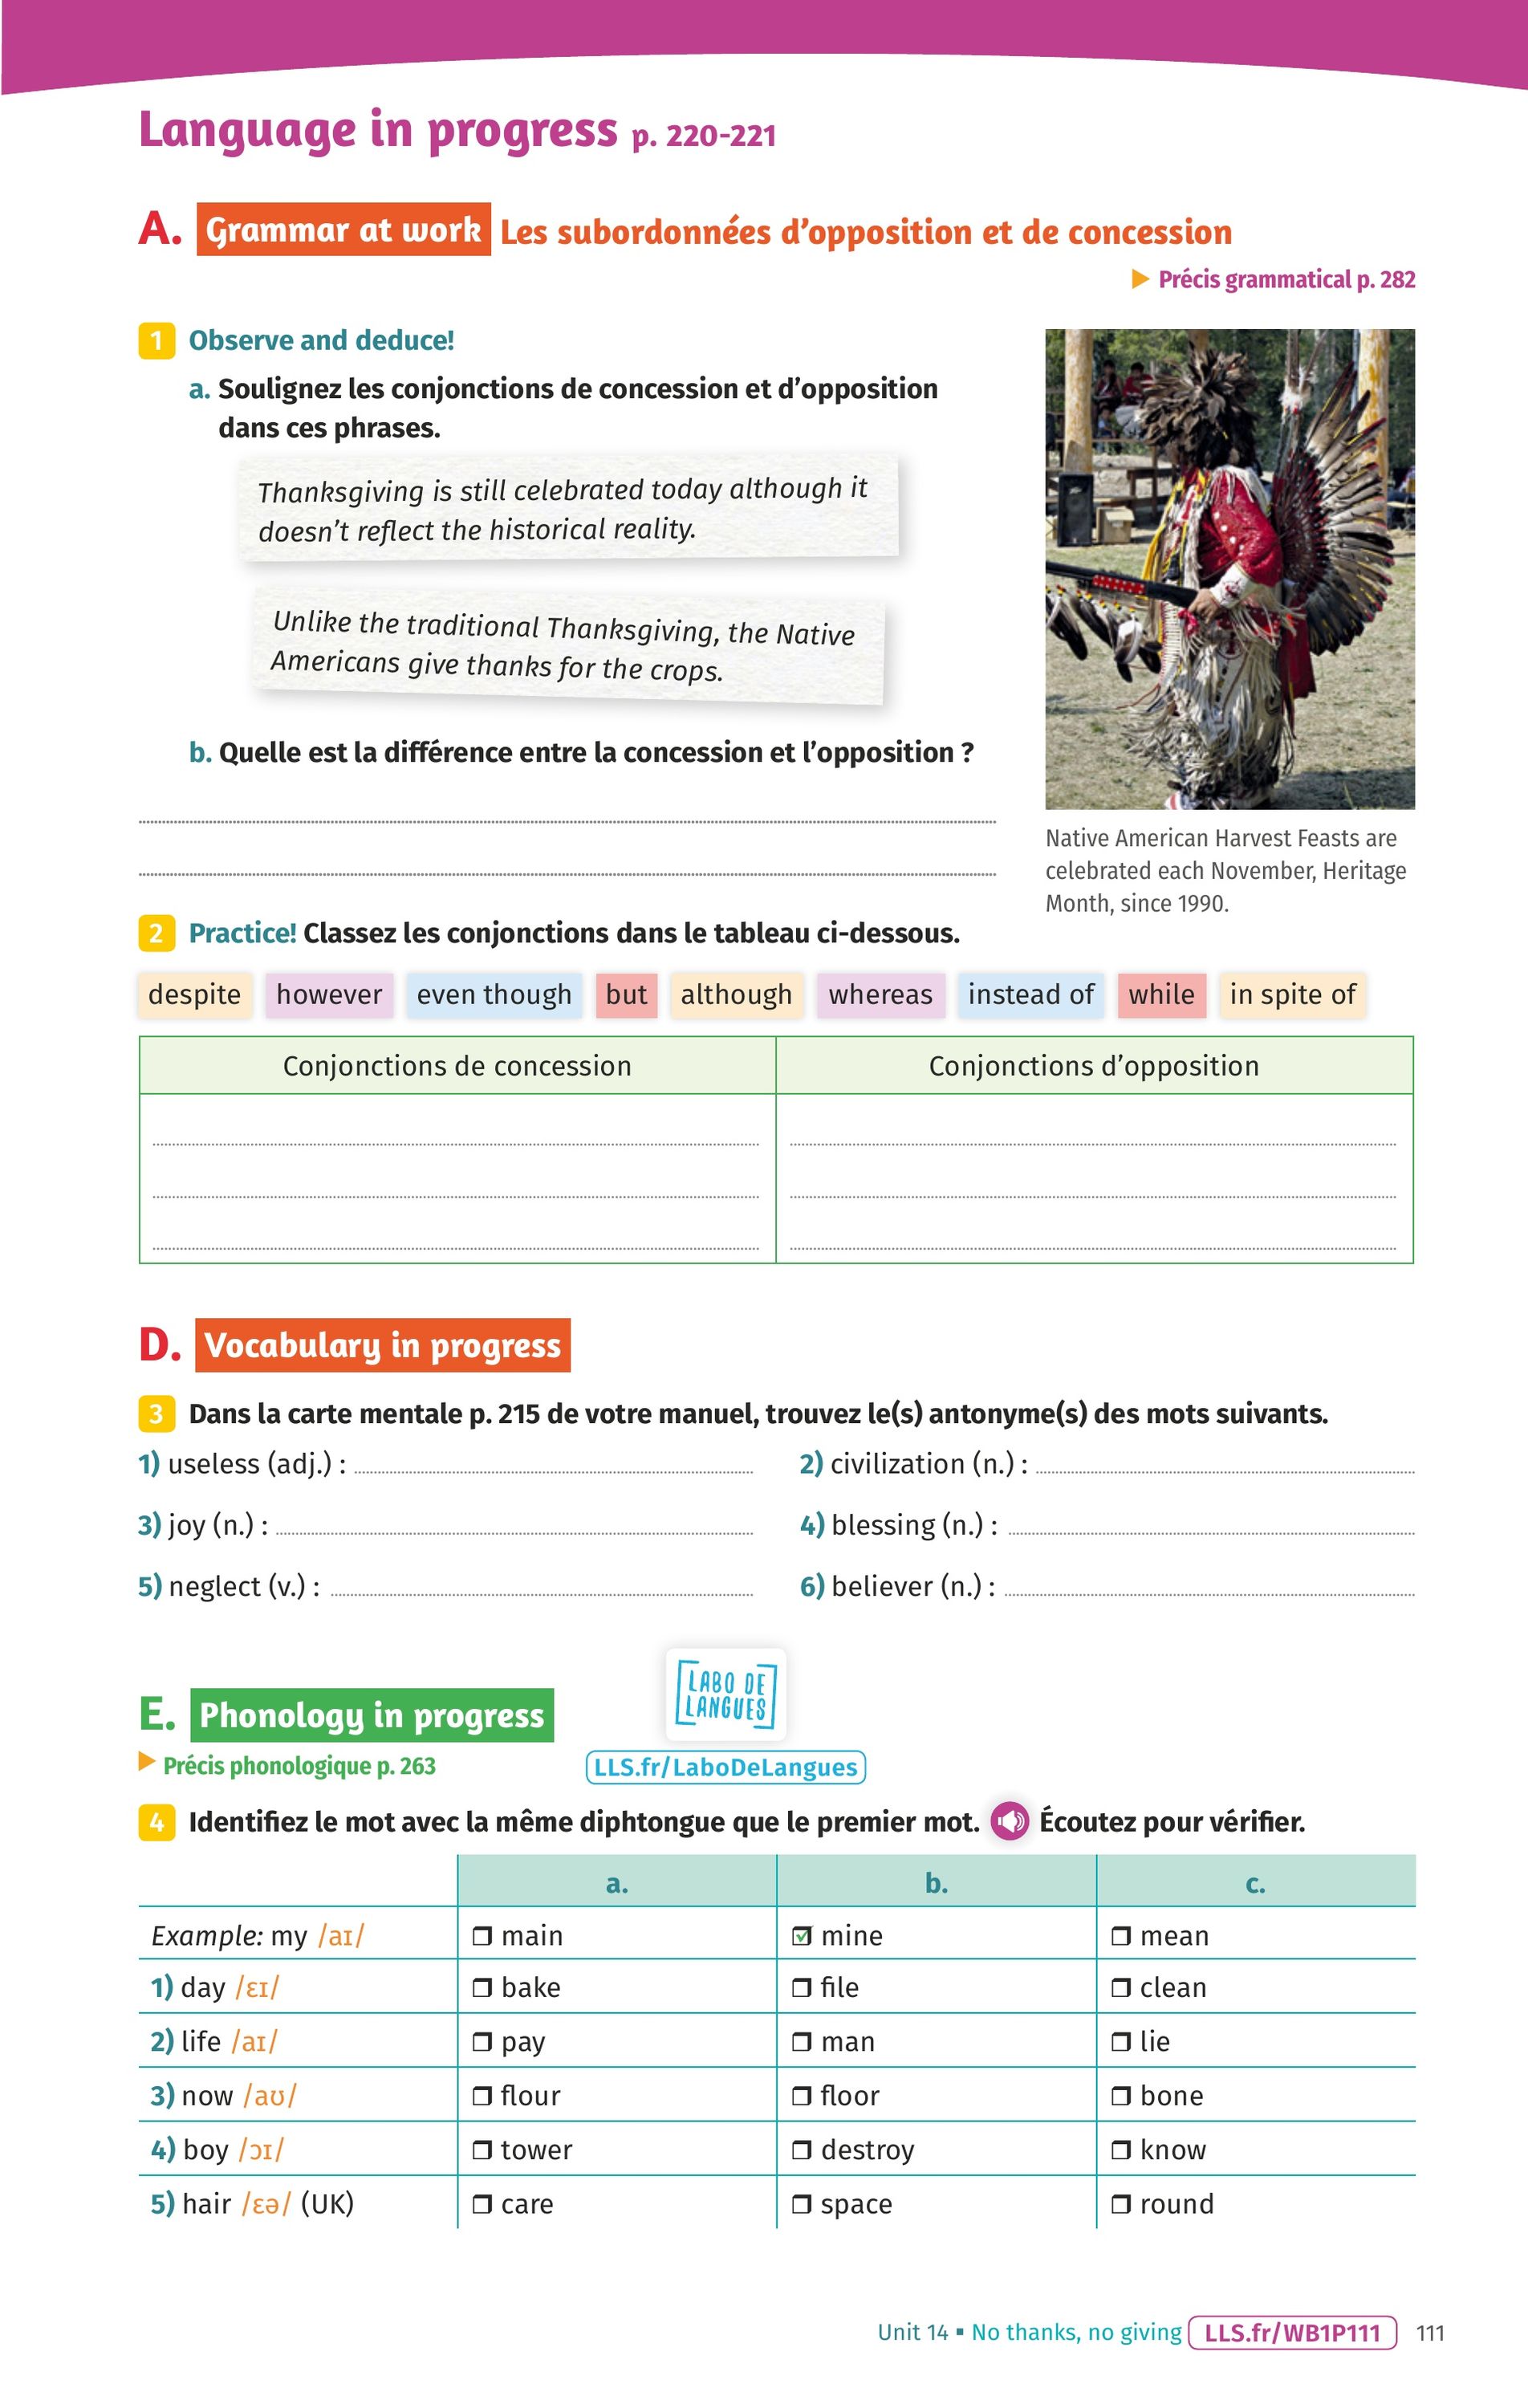 Language in progress p. 220-221
A. Grammar at work Les subordonnées d’opposition et de concession
▶ Précis grammatical p. 282
1 Observe and deduce!
a. Soulignez les conjonctions de concession et d’opposition
dans ces phrases.
Thanksgiving is still celebrated today although it
doesn’t reflect the historical reality.
Unlike the traditional Thanksgiving, the Native
Americans give thanks for the crops.
b. Quelle est la différence entre la concession et l’opposition ?
Native American Harvest Feasts are
celebrated each November, Heritage
Month, since 1990.
2 Practice! Classez les conjonctions dans le tableau ci-dessous.
despite however even though but although whereas instead of while in spite of
Conjonctions de concession Conjonctions d’opposition
D. Vocabulary in progress
3 Dans la carte mentale p. 215 de votre manuel, trouvez le(s) antonyme(s) des mots suivants.
1) useless (adj.) : 2) civilization (n.) :
3) joy (n.) : 4) blessing (n.) :
5) neglect (v.) : 6) believer (n.) :
LABO DE
LANGUES
E. Phonology in progress
▶ Précis phonologique p. 263 LLS.fr/LaboDeLangues
4 Identifiez le mot avec la même diphtongue que le premier mot. Écoutez pour vérifier.
a. b. c.
Example: my /aɪ/ ❒ main ☑ mine ❒ mean
1) day /ɛɪ/ ❒ bake ❒ file ❒ clean
2) life /aɪ/ ❒ pay ❒ man ❒ lie
3) now /aʊ/ ❒ flour ❒ floor ❒ bone
4) boy /ɔɪ/ ❒ tower ❒ destroy ❒ know
5) hair /ɛə/ (UK) ❒ care ❒ space ❒ round
Unit 14 ▪ No thanks, no giving LLS.fr/WB1P111 111